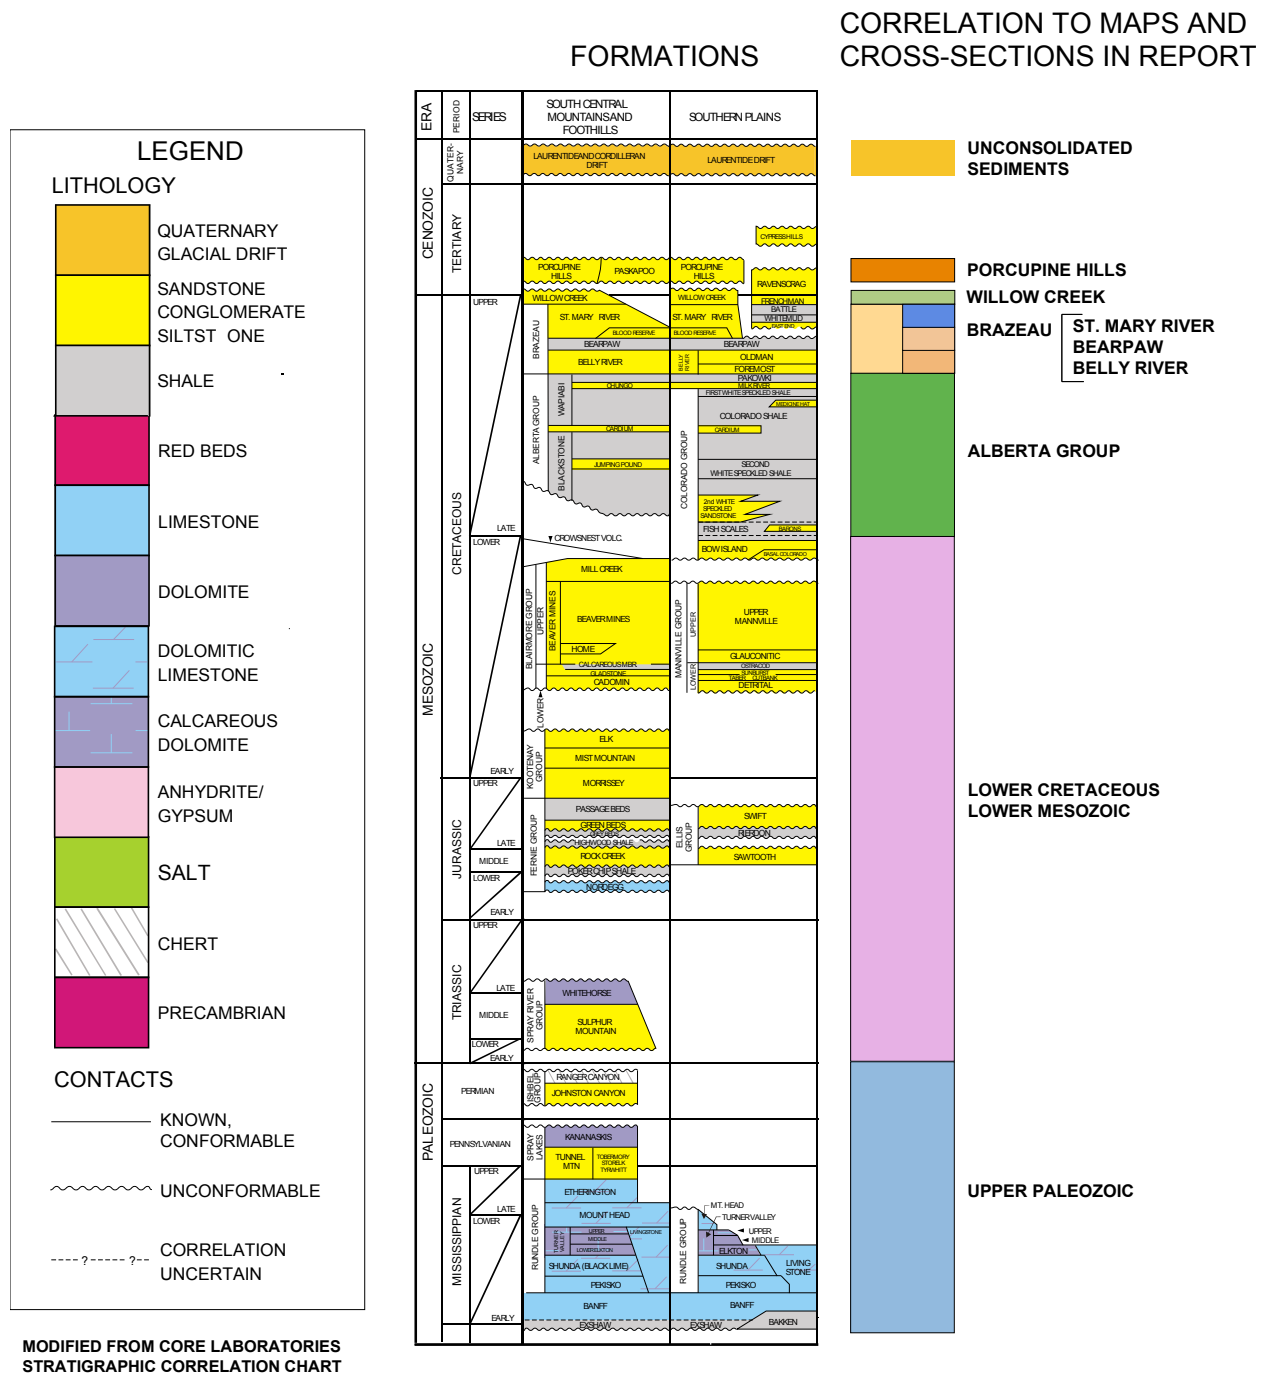 CORRELATION TO MAPS AND
CROSS-SECTIONS IN REPORT
FORMATIONS
LEGEND
LITHOLOGY
QUATERNARY
GLACIAL DRIFT
SANDSTONE
CONGLOMERATE
SILTST ONE
SHALE
RED BEDS
LIMESTONE
DOLOMITE
DOLOMITIC
LIMESTONE
CALCAREOUS
DOLOMITE
ANHYDRITE/
GYPSUM
SALT
CHERT
PRECAMBRIAN
CONTACTS
KNOWN,
CONFORMABLE
UNCONFORMABLE
? ?
CORRELATION
UNCERTAIN
MODIFIED FROM CORE LABORATORIES
STRATIGRAPHIC CORRELATION CHART
ERA
PERIOD
SERIES
SOUTH CENTRAL
MOUNTAINSAND
FOOTHILLS
SOUTHERN PLAINS
CENOZOIC
QUATER-
NARY
LAURENTIDEAND CORDILLERAN
DRIFT
LAURENTIDE DRIFT
TERTIARY
CYPRESS HILLS
PORCUPINE
HILLS
PASKAPOO
PORCUPINE
HILLS
RAVENSCRAG
MESOZOIC
CRETACEOUS
UPPER
WILLOW CREEK
WILLOW CREEK
FRENCHMAN
BATTLE
WHITEMUD
EAST END
BRAZEAU
ST. MARY RIVER
ST. MARY RIVER
BLOOD RESERVE
BLOOD RESERVE
BEARPAW
BEARPAW
BELLY RIVER
BELLY
RIVER
OLDMAN
FOREMOST
ALBERTA GROUP
WAPIABI
PAKOWKI
CHUNGO
MILK RIVER
FIRST WHITE SPECKLED SHALE
COLORADO GROUP
MEDICINE HAT
COLORADO SHALE
CARDIUM
CARDIUM
BLACKSTONE
JUMPING POUND
SECOND
WHITE SPECKLED SHALE
2nd WHITE
SPECKLED
SANDSTONE
LATE
LOWER
FISH SCALES
BARONS
CROWSNEST VOLC.
BOW ISLAND
BASAL COLORADO
BLAIRMORE GROUP
UPPER
BEAVER MINES
MILL CREEK
BEAVER MINES
HOME
CALCAREOUS MBR
GLADSTONE
CADOMIN
LOWER
MANNVILLE GROUP
UPPER
LOWER
UPPER
MANNVILLE
GLAUCONITIC
OSTRACOD
SUNBURST
TABER CUTBANK
DETRITAL
KOOTENAY
GROUP
ELK
MIST MOUNTAIN
MORRISSEY
EARLY
JURASSIC
UPPER
LATE
MIDDLE
LOWER
EARLY
FERNIE GROUP
PASSAGE BEDS
GREEN BEDS
HIGHWOOD SHALE
ROCK CREEK
POKER CHIP SHALE
NORDEGG
ELLIS
GROUP
SWIFT
RIERDON
SAWTOOTH
TRIASSIC
UPPER
LATE
MIDDLE
LOWER
EARLY
SPRAY RIVER
GROUP
WHITEHORSE
SULPHUR
MOUNTAIN
PALEOZOIC
PERMIAN
ISHBEL
GROUP
RANGER CANYON
JOHNSTON CANYON
PENNSYLVANIAN
SPRAY
LAKES
KANANASKIS
TUNNEL
MTN
TOBERMORY
STORELK
TYRWHITT
MISSISSIPPIAN
UPPER
LATE
LOWER
EARLY
RUNDLE GROUP
ETHERINGTON
MOUNT HEAD
TURNER
VALLEY
UPPER
MIDDLE
LOWER ELKTON
LIVINGSTONE
SHUNDA (BLACK LIME)
PEKISKO
BANFF
EXSHAW
RUNDLE GROUP
MT. HEAD
TURNER VALLEY
UPPER
MIDDLE
ELKTON
SHUNDA
LIVING
STONE
PEKISKO
BANFF
EXSHAW
BAKKEN
UNCONSOLIDATED
SEDIMENTS
PORCUPINE HILLS
WILLOW CREEK
BRAZEAU
ST. MARY RIVER
BEARPAW
BELLY RIVER
ALBERTA GROUP
LOWER CRETACEOUS
LOWER MESOZOIC
UPPER PALEOZOIC